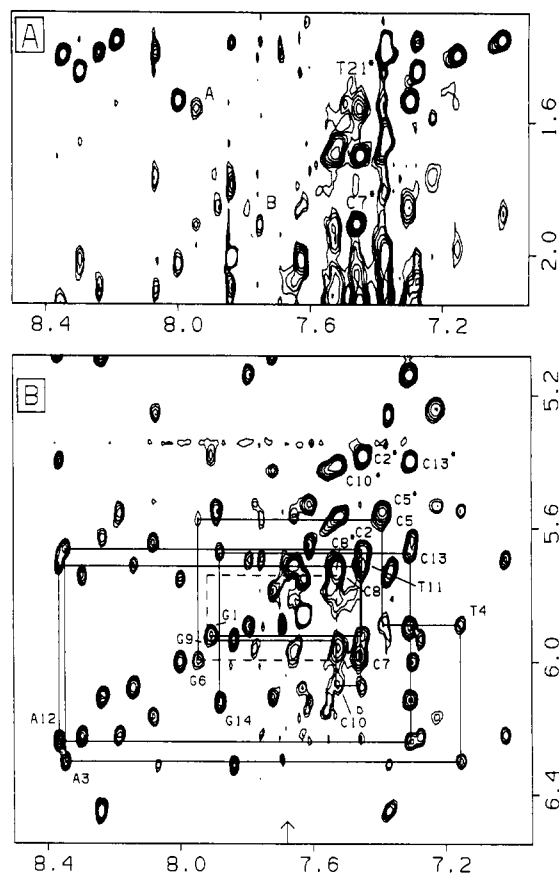 A
T21*
A
B
C7*
1.6
2.0
8.4 8.0 7.6 7.2
B
5.2
C2*
C13*
C10*
C5*
C5
5.6
C8*
C2
C13
C8
T11
G1
T4
G9
G6
C7
6.0
G14
C10
A12
A3
6.4
8.4 8.0 7.6 7.2